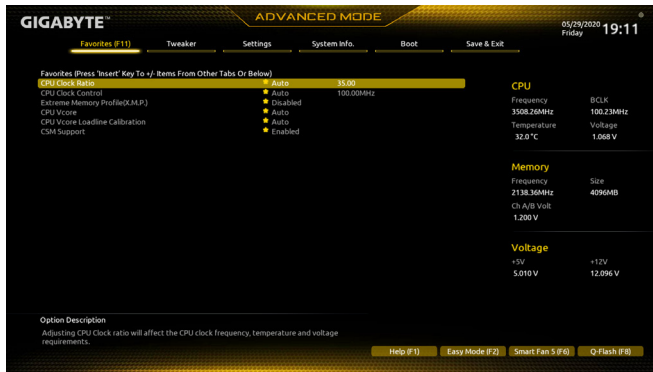 GIGABYTE™
ADVANCED MODE
05/29/2020
Friday
19:11
Favorites (F11) Tweaker Settings System Info. Boot Save & Exit
Favorites (Press 'Insert' Key To +/- Items From Other Tabs Or Below)
CPU Clock Ratio Auto 35.00
CPU Clock Control Auto 100.00MHz
Extreme Memory Profile(X.M.P.) Disabled
CPU Vcore Auto
CPU Vcore Loadline Calibration Auto
CSM Support Enabled
CPU
Frequency BCLK
3508.26MHz 100.23MHz
Temperature Voltage
32.0 °C 1.068 V
Memory
Frequency Size
2138.36MHz 4096MB
Ch A/B Volt
1.200 V
Voltage
+5V +12V
5.010 V 12.096 V
Option Description
Adjusting CPU Clock ratio will affect the CPU clock frequency, temperature and voltage
requirements.
Help (F1) Easy Mode (F2) Smart Fan 5 (F6) Q-Flash (F8)